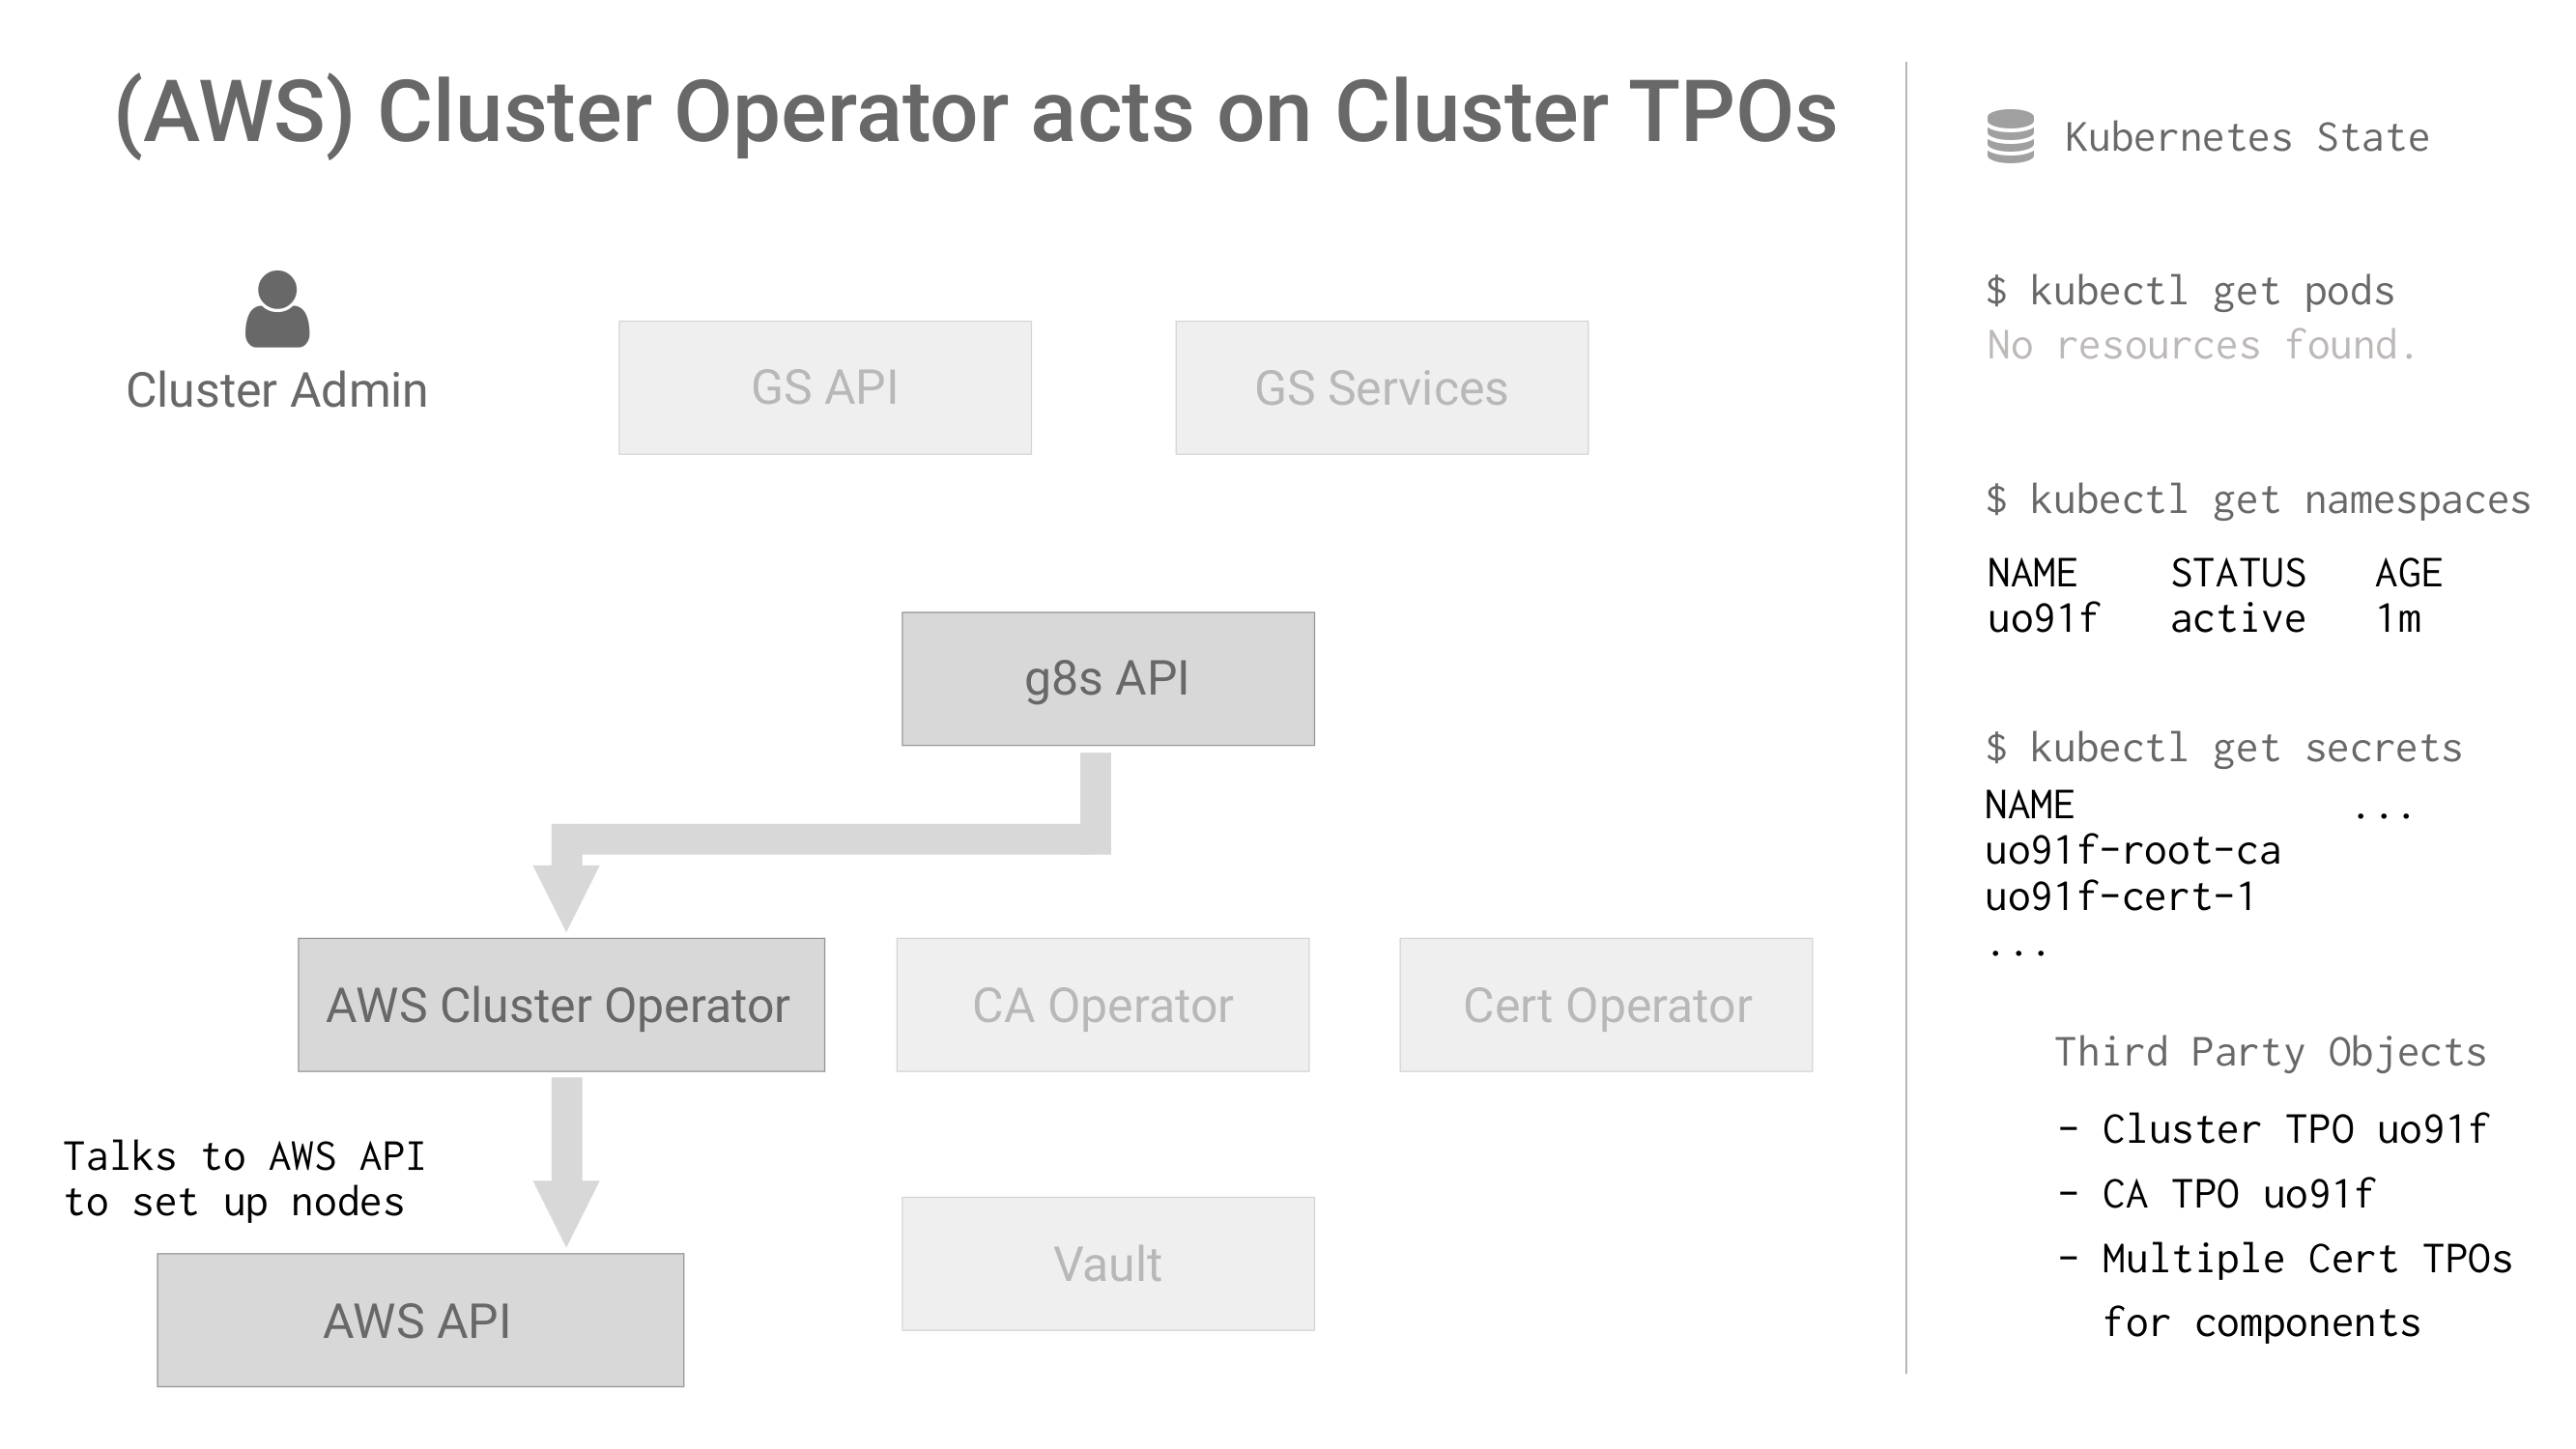 (AWS) Cluster Operator acts on Cluster TPOs
Cluster Admin
GS API
GS Services
g8s API
AWS Cluster Operator
CA Operator
Cert Operator
Talks to AWS API
to set up nodes
AWS API
Vault
Kubernetes State
$ kubectl get pods
No resources found.
$ kubectl get namespaces
NAME STATUS AGE
uo91f active 1m
$ kubectl get secrets
NAME ...
uo91f-root-ca
uo91f-cert-1
...
Third Party Objects
- Cluster TPO uo91f
- CA TPO uo91f
- Multiple Cert TPOs
for components